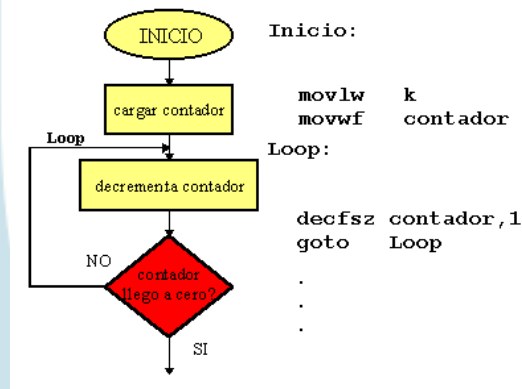 INICIO
cargar contador
Loop
decrementa contador
NO
contador
llego a cero?
SI
Inicio:
movlw k
movwf contador
Loop:
decfsz contador,1
goto Loop
.
.
.